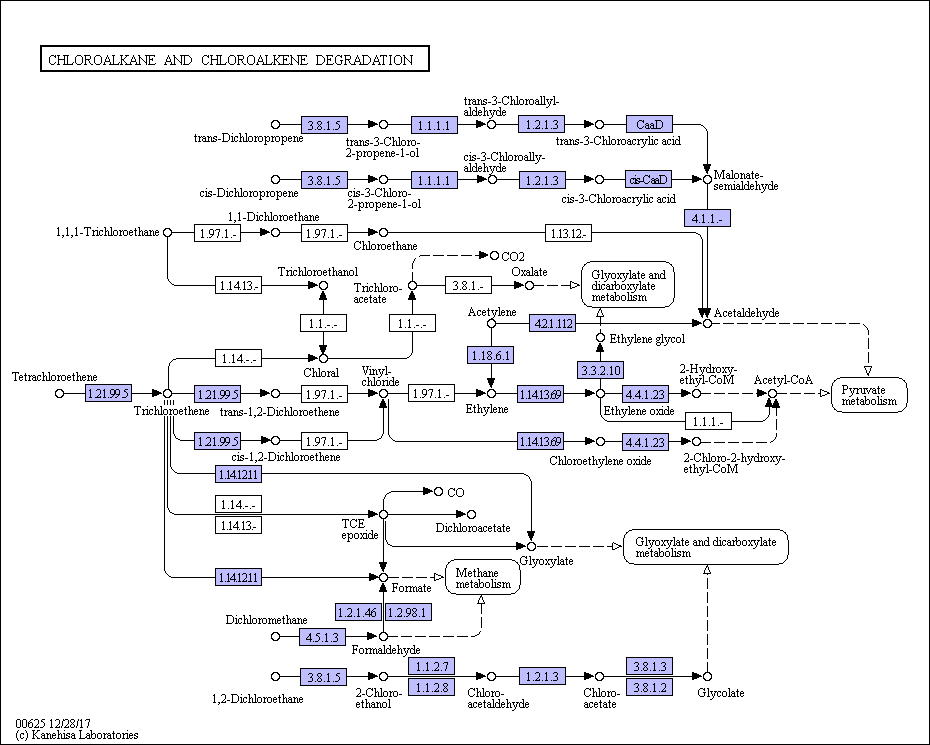 CHLOROALKANE AND CHLOROALKENE DEGRADATION
trans-3-Chloroallyl-
aldehyde
3.8.1.5
1.1.1.1
1.2.1.3
CaaD
trans-Dichloropropene
trans-3-Chloro-
2-propene-1-ol
trans-3-Chloroacrylic acid
cis-3-Chloroally-
aldehyde
3.8.1.5
1.1.1.1
1.2.1.3
cis-CaaD
Malonate-
semialdehyde
cis-Dichloropropene
cis-3-Chloro-
2-propene-1-ol
cis-3-Chloroacrylic acid
4.1.1.-
1,1-Dichloroethane
1,1,1-Trichloroethane
1.97.1.-
1.97.1.-
1.13.12.-
Chloroethane
CO2
Trichloroethanol
Oxalate
Glyoxylate and
dicarboxylate
metabolism
1.14.13.-
Trichloro-
acetate
3.8.1.-
Acetylene
Acetaldehyde
1.1.-.-
1.1.-.-
4.2.1.112
Ethylene glycol
1.14.-.-
Chloral
1.18.6.1
3.3.2.10
Tetrachloroethene
Vinyl-
chloride
2-Hydroxy-
ethyl-CoM
Acetyl-CoA
Pyruvate
metabolism
1.21.99.5
1.21.99.5
1.97.1.-
1.97.1.-
1.14.13.69
4.4.1.23
Trichloroethene
trans-1,2-Dichloroethene
Ethylene
Ethylene oxide
1.1.1.-
1.21.99.5
1.97.1.-
1.14.13.69
4.4.1.23
cis-1,2-Dichloroethene
Chloroethylene oxide
2-Chloro-2-hydroxy-
ethyl-CoM
1.14.12.11
CO
1.14.-.-
1.14.13.-
TCE
epoxide
Dichloroacetate
Glyoxylate
Glyoxylate and dicarboxylate
metabolism
1.14.12.11
Formate
Methane
metabolism
1.2.1.46
1.2.98.1
Dichloromethane
4.5.1.3
Formaldehyde
1.1.2.7
3.8.1.3
3.8.1.5
1.2.1.3
1.1.2.8
3.8.1.2
1,2-Dichloroethane
2-Chloro-
ethanol
Chloro-
acetaldehyde
Chloro-
acetate
Glycolate
00625 12/28/17
(c) Kanehisa Laboratories